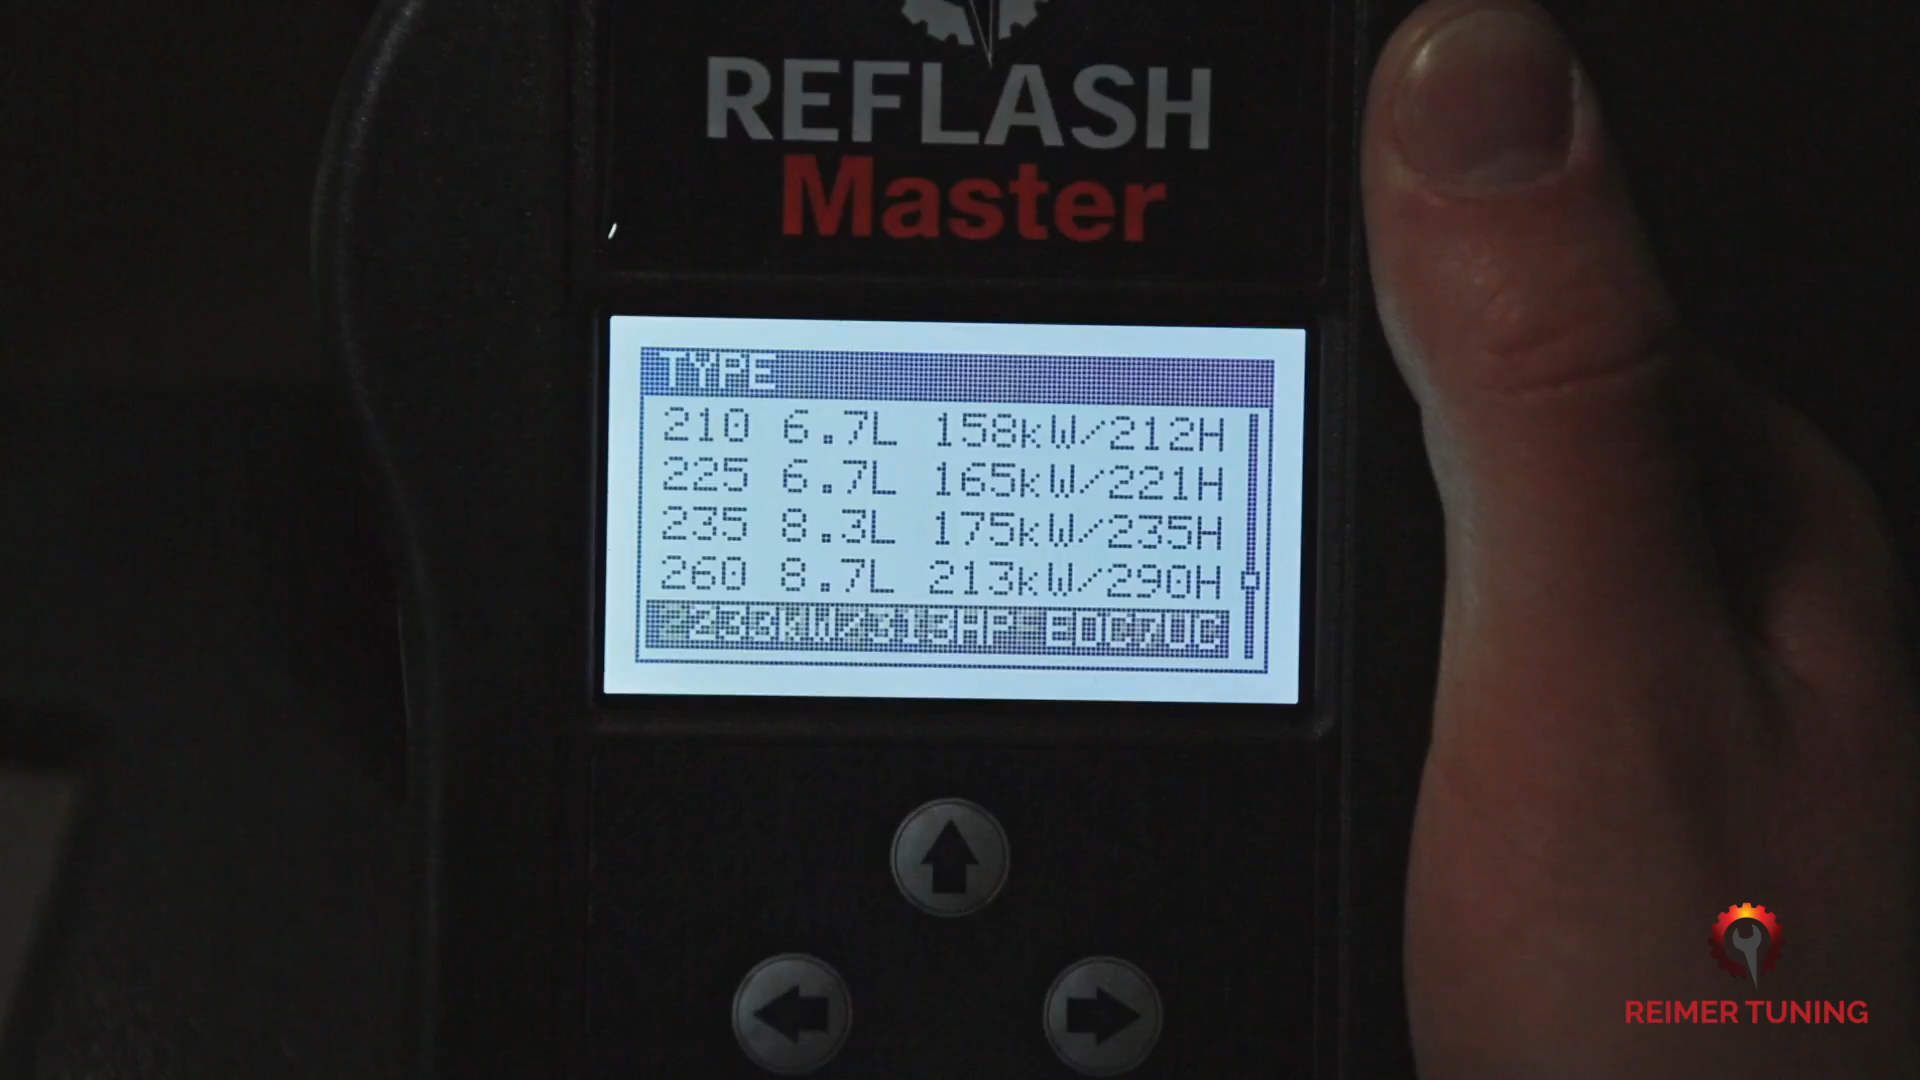 REFLASH
Master
TYPE
210 6.7L 158kW/212H
225 6.7L 165kW/221H
235 8.3L 175kW/235H
260 8.7L 213kW/290H
233kW/313HP EDC7UC
REIMER TUNING